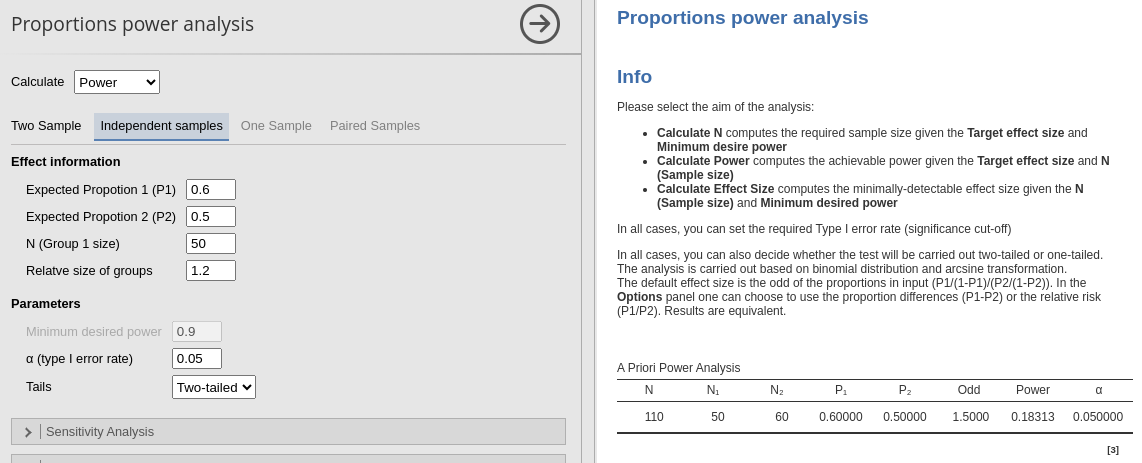 Proportions power analysis
Calculate Power
Two Sample Independent samples One Sample Paired Samples
Effect information
Expected Propotion 1 (P1) 0.6
Expected Propotion 2 (P2) 0.5
N (Group 1 size) 50
Relatve size of groups 1.2
Parameters
Minimum desired power 0.9
α (type I error rate) 0.05
Tails Two-tailed
Sensitivity Analysis
Proportions power analysis
Info
Please select the aim of the analysis:
• Calculate N computes the required sample size given the Target effect size and
Minimum desire power
• Calculate Power computes the achievable power given the Target effect size and N
(Sample size)
• Calculate Effect Size computes the minimally-detectable effect size given the N
(Sample size) and Minimum desired power
In all cases, you can set the required Type I error rate (significance cut-off)
In all cases, you can also decide whether the test will be carried out two-tailed or one-tailed.
The analysis is carried out based on binomial distribution and arcsine transformation.
The default effect size is the odd of the proportions in input (P1/(1-P1)/(P2/(1-P2)). In the
Options panel one can choose to use the proportion differences (P1-P2) or the relative risk
(P1/P2). Results are equivalent.
A Priori Power Analysis
N N₁ N₂ P₁ P₂ Odd Power α
110 50 60 0.60000 0.50000 1.5000 0.18313 0.050000
[3]